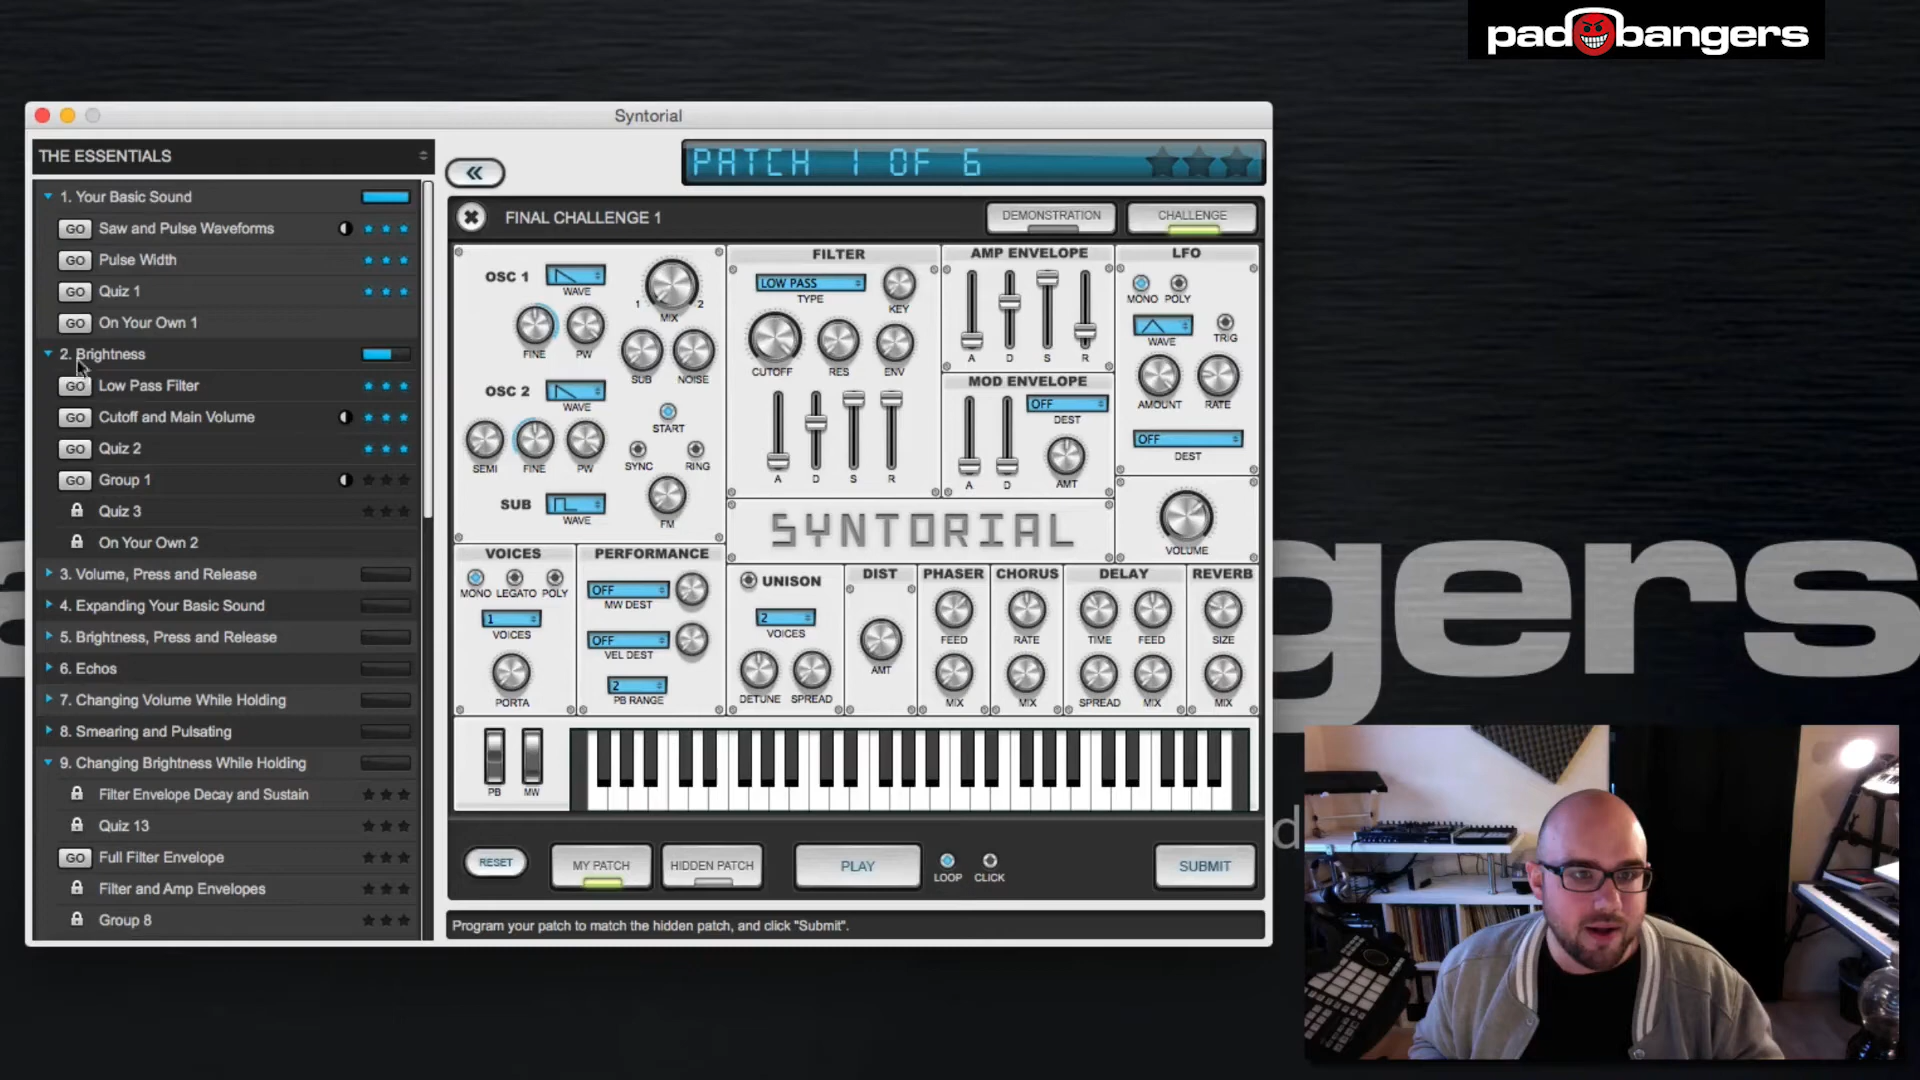 pad bangers
Syntorial
THE ESSENTIALS
PATCH 1 OF 6
1. Your Basic Sound
GO Saw and Pulse Waveforms
GO Pulse Width
GO Quiz 1
GO On Your Own 1
2. Brightness
GO Low Pass Filter
GO Cutoff and Main Volume
GO Quiz 2
GO Group 1
Quiz 3
On Your Own 2
3. Volume, Press and Release
4. Expanding Your Basic Sound
5. Brightness, Press and Release
6. Echos
7. Changing Volume While Holding
8. Smearing and Pulsating
9. Changing Brightness While Holding
Filter Envelope Decay and Sustain
Quiz 13
GO Full Filter Envelope
Filter and Amp Envelopes
Group 8
FINAL CHALLENGE 1
DEMONSTRATION
CHALLENGE
OSC 1
WAVE
1 MIX 2
FINE PW
SUB NOISE
OSC 2
WAVE
START
SEMI FINE PW
SYNC RING
SUB
WAVE
FM
FILTER
LOW PASS
TYPE
KEY
CUTOFF RES ENV
A D S R
AMP ENVELOPE
A D S R
MOD ENVELOPE
OFF
DEST
A D AMT
LFO
MONO POLY
WAVE TRIG
AMOUNT RATE
OFF
DEST
SYNTORIAL
VOLUME
VOICES
MONO LEGATO POLY
1
VOICES
PORTA
PERFORMANCE
OFF
MW DEST
OFF
VEL DEST
2
PB RANGE
UNISON
2
VOICES
DETUNE SPREAD
DIST
AMT
PHASER
FEED
MIX
CHORUS
RATE
MIX
DELAY
TIME FEED
SPREAD MIX
REVERB
SIZE
MIX
PB MW
RESET
MY PATCH
HIDDEN PATCH
PLAY
LOOP
CLICK
SUBMIT
Program your patch to match the hidden patch, and click "Submit".
gers